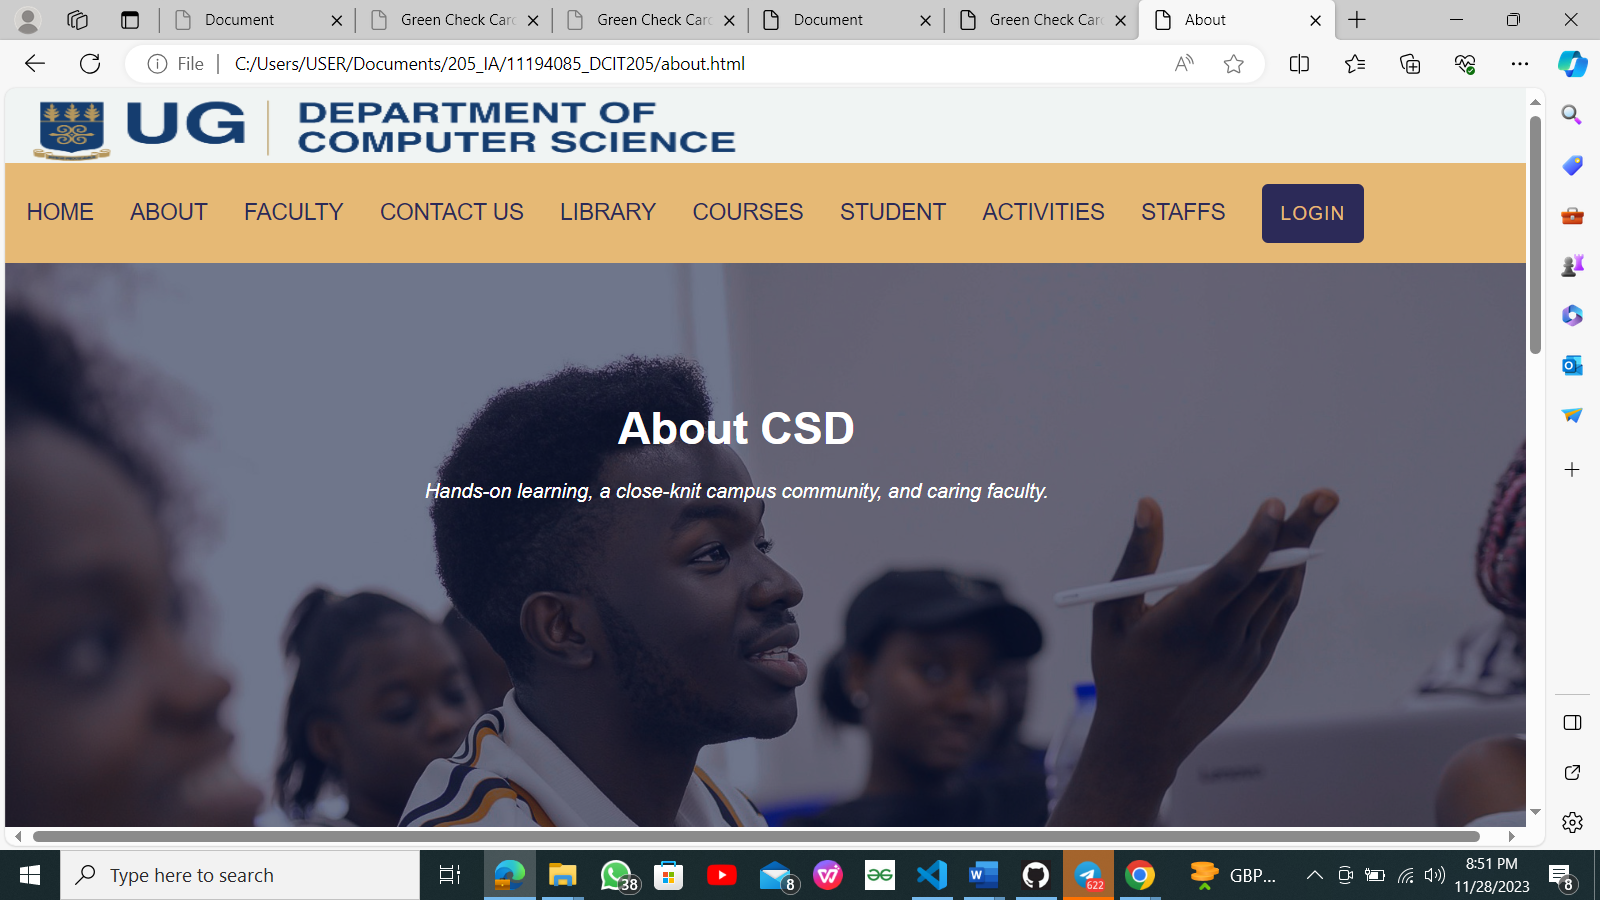 Document
Green Check Car
Green Check Car
Document
Green Check Car
About
File
C:/Users/USER/Documents/205_IA/11194085_DCIT205/about.html
UG
DEPARTMENT OF
COMPUTER SCIENCE
HOME ABOUT FACULTY CONTACT US LIBRARY COURSES STUDENT ACTIVITIES STAFFS LOGIN
About CSD
Hands-on learning, a close-knit campus community, and caring faculty.
Type here to search
38
8
622
GBP...
8:51 PM
11/28/2023
8